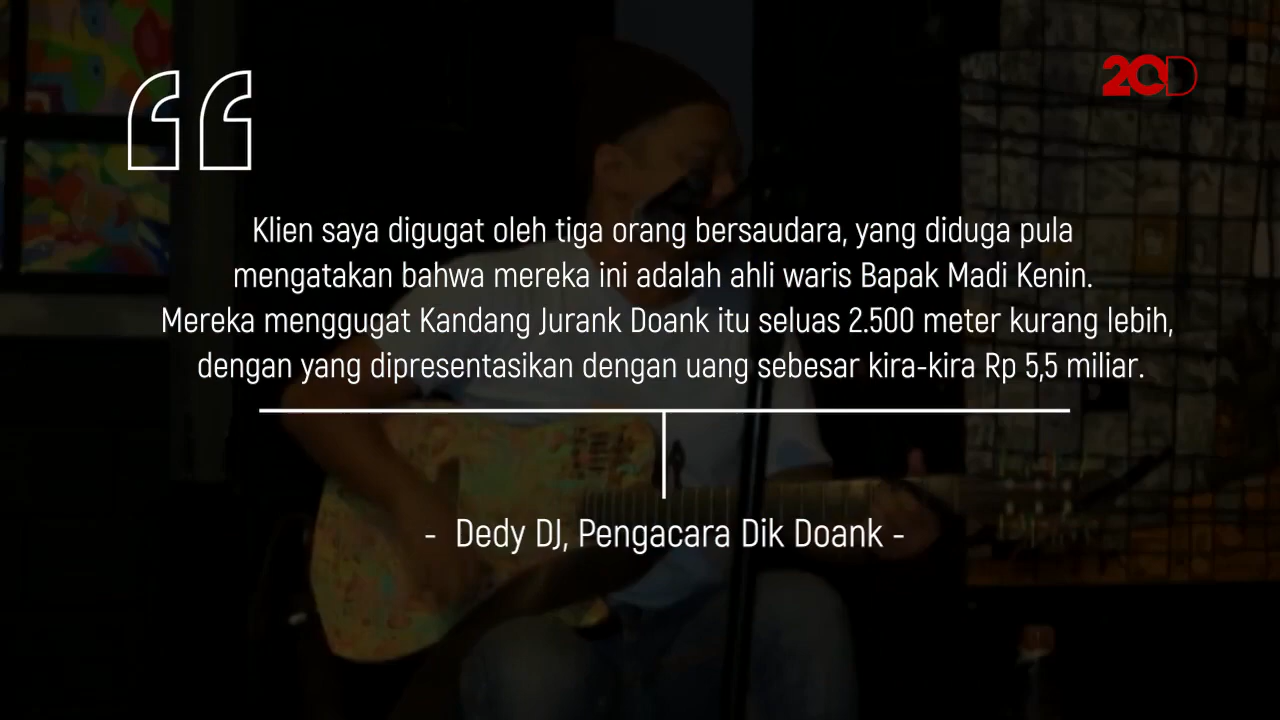 20D
Klien saya digugat oleh tiga orang bersaudara, yang diduga pula
mengatakan bahwa mereka ini adalah ahli waris Bapak Madi Kenin.
Mereka menggugat Kandang Jurank Doank itu seluas 2.500 meter kurang lebih,
dengan yang dipresentasikan dengan uang sebesar kira-kira Rp 5,5 miliar.
- Dedy DJ, Pengacara Dik Doank -